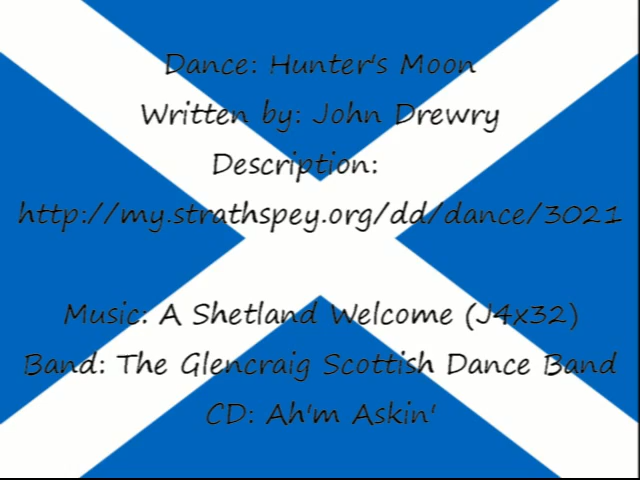 Dance: Hunter's Moon
Written by: John Drewry
Description:
http://my.strathspey.org/dd/dance/3021
Music: A Shetland Welcome (J4x32)
Band: The Glencraig Scottish Dance Band
CD: Ah'm Askin'